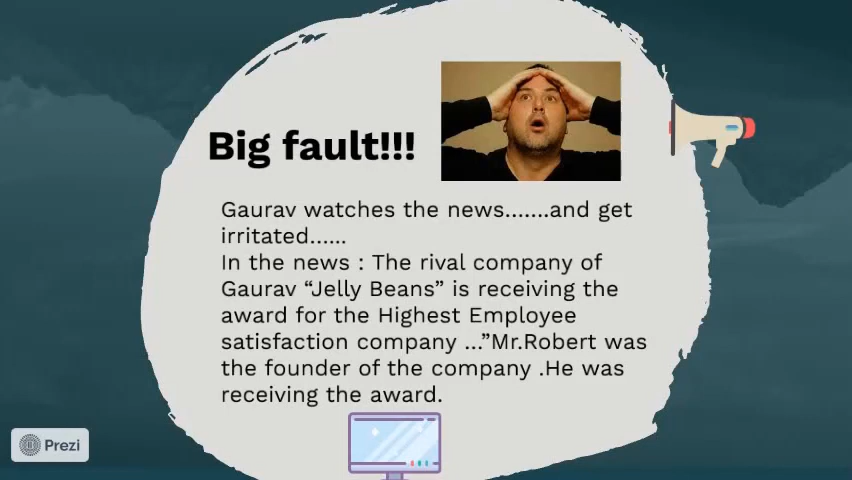 Big fault!!!
Gaurav watches the news.......and get
irritated......
In the news : The rival company of
Gaurav “Jelly Beans” is receiving the
award for the Highest Employee
satisfaction company ...”Mr.Robert was
the founder of the company .He was
receiving the award.
Prezi